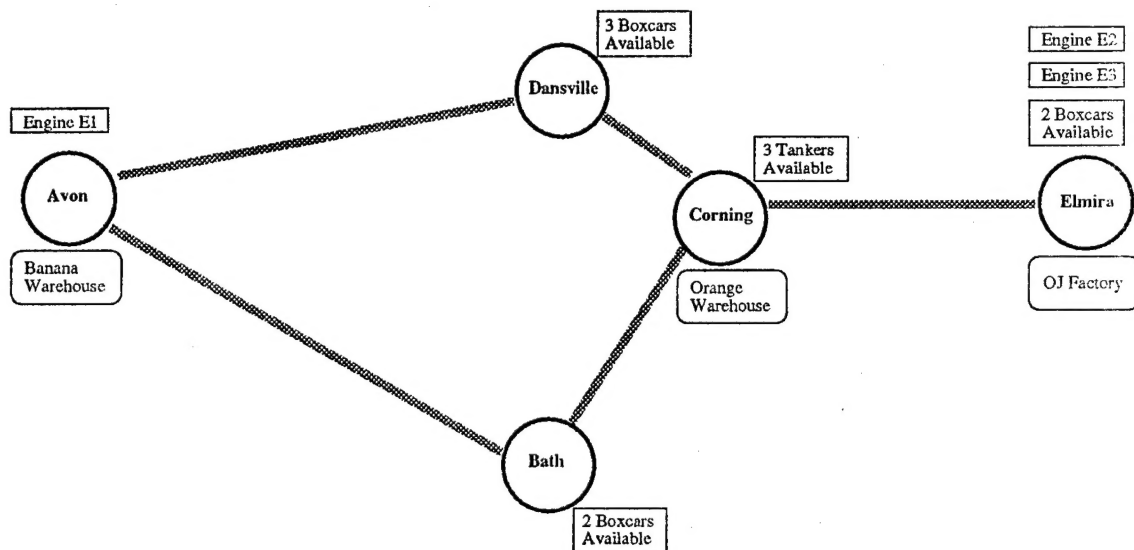 3 Boxcars
Available
Engine E2
Dansville
Engine E3
Engine E1
2 Boxcars
Available
3 Tankers
Available
Avon
Corning
Elmira
Banana
Warehouse
Orange
Warehouse
OJ Factory
Bath
2 Boxcars
Available